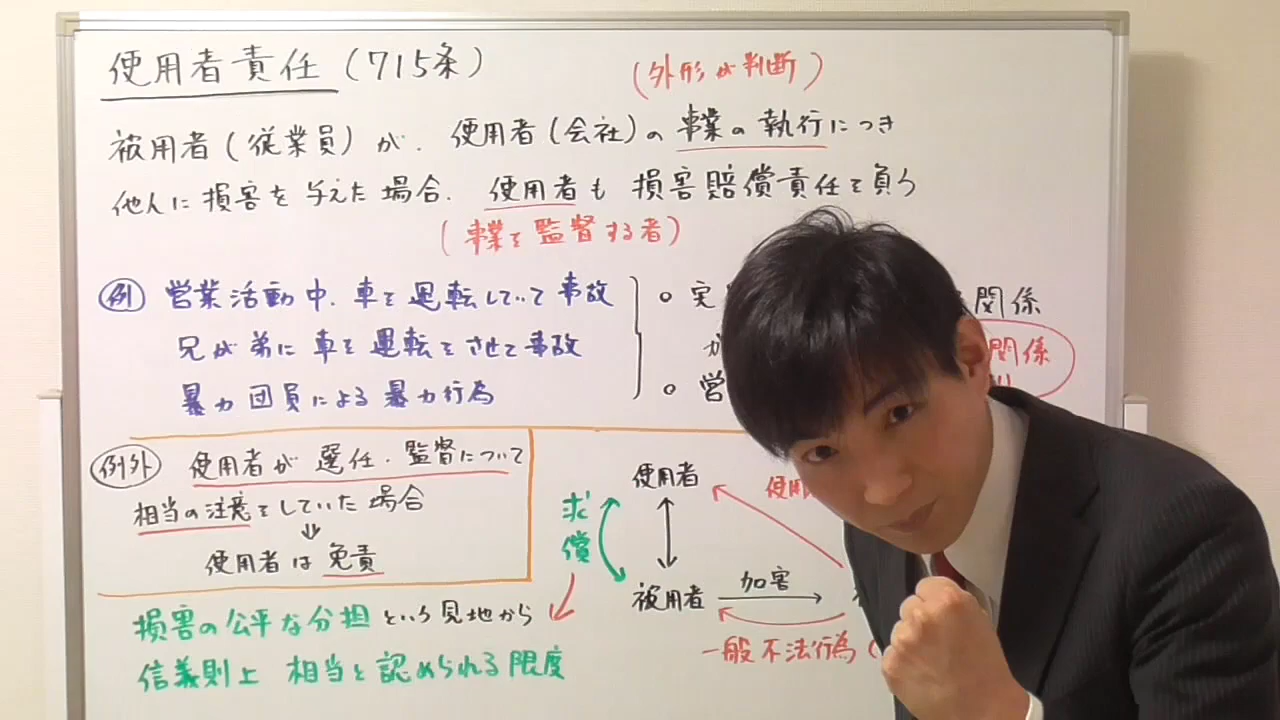 使用者責任(715条)
(外形が判断)
被用者(従業員)が、使用者(会社)の事業の執行につき
他人に損害を与えた場合、使用者も損害賠償責任を負う
(事業を監督する者)
例 営業活動中、車を運転していて事故
兄が弟に車を運転をさせて事故
暴力団員による暴力行為
○ 実
関係
が
関係
○ 営
例外 使用者が選任、監督について
相当の注意をしていた場合
↓
使用者は免責
使用者
使用
求償
被用者 加害
一般不法行為(
損害の公平な分担という見地から
信義則上 相当と認められる限度